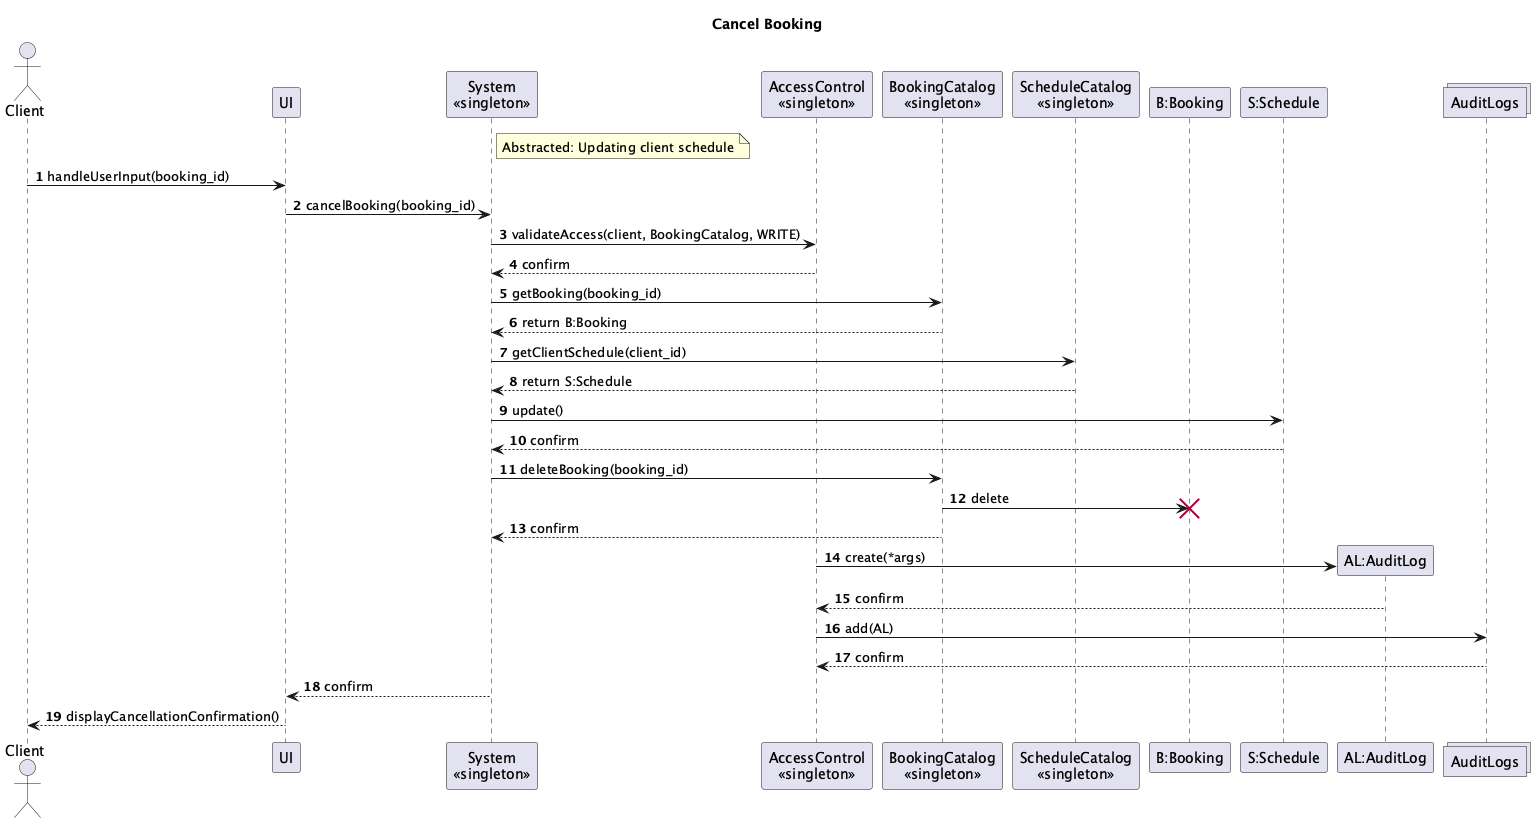 Cancel Booking
Client
UI
System
«singleton»
AccessControl
«singleton»
BookingCatalog
«singleton»
ScheduleCatalog
«singleton»
B:Booking
S:Schedule
AuditLogs
Abstracted: Updating client schedule
1 handleUserInput(booking_id)
2 cancelBooking(booking_id)
3 validateAccess(client, BookingCatalog, WRITE)
4 confirm
5 getBooking(booking_id)
6 return B:Booking
7 getClientSchedule(client_id)
8 return S:Schedule
9 update()
10 confirm
11 deleteBooking(booking_id)
12 delete
13 confirm
14 create(*args)
AL:AuditLog
15 confirm
16 add(AL)
17 confirm
18 confirm
19 displayCancellationConfirmation()
Client
UI
System
«singleton»
AccessControl
«singleton»
BookingCatalog
«singleton»
ScheduleCatalog
«singleton»
B:Booking
S:Schedule
AL:AuditLog
AuditLogs